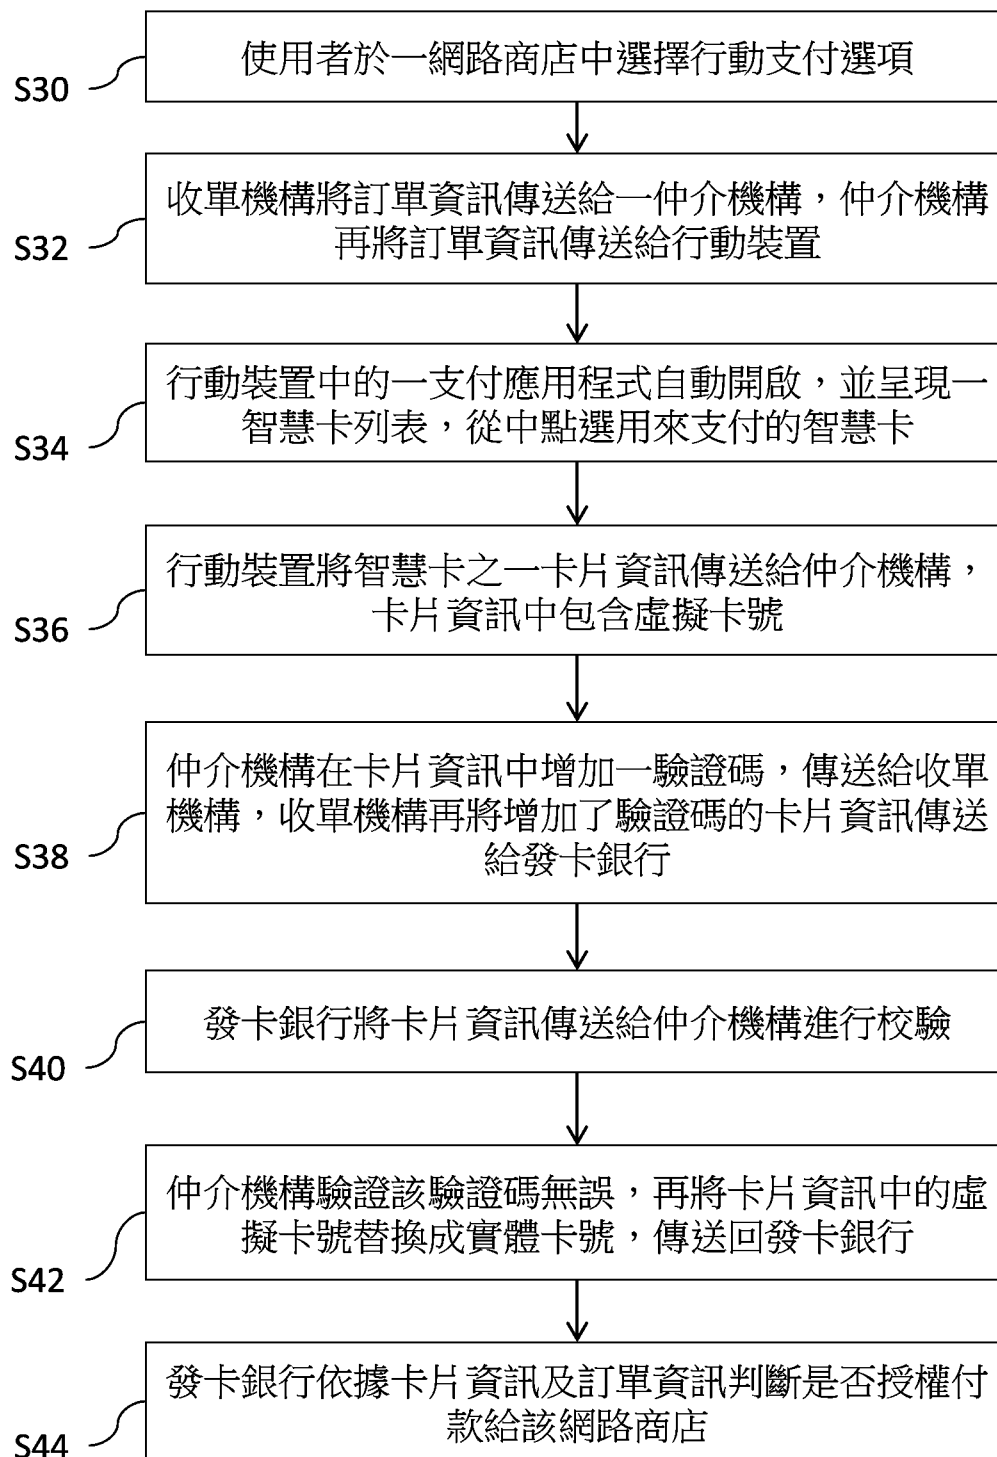 使用者於一網路商店中選擇行動支付選項
S30
收單機構將訂單資訊傳送給一仲介機構，仲介機構
再將訂單資訊傳送給行動裝置
S32
行動裝置中的一支付應用程式自動開啟，並呈現一
智慧卡列表，從中點選用來支付的智慧卡
S34
行動裝置將智慧卡之一卡片資訊傳送給仲介機構，
卡片資訊中包含虛擬卡號
S36
仲介機構在卡片資訊中增加一驗證碼，傳送給收單
機構，收單機構再將增加了驗證碼的卡片資訊傳送
給發卡銀行
S38
發卡銀行將卡片資訊傳送給仲介機構進行校驗
S40
仲介機構驗證該驗證碼無誤，再將卡片資訊中的虛
擬卡號替換成實體卡號，傳送回發卡銀行
S42
發卡銀行依據卡片資訊及訂單資訊判斷是否授權付
款給該網路商店
S44